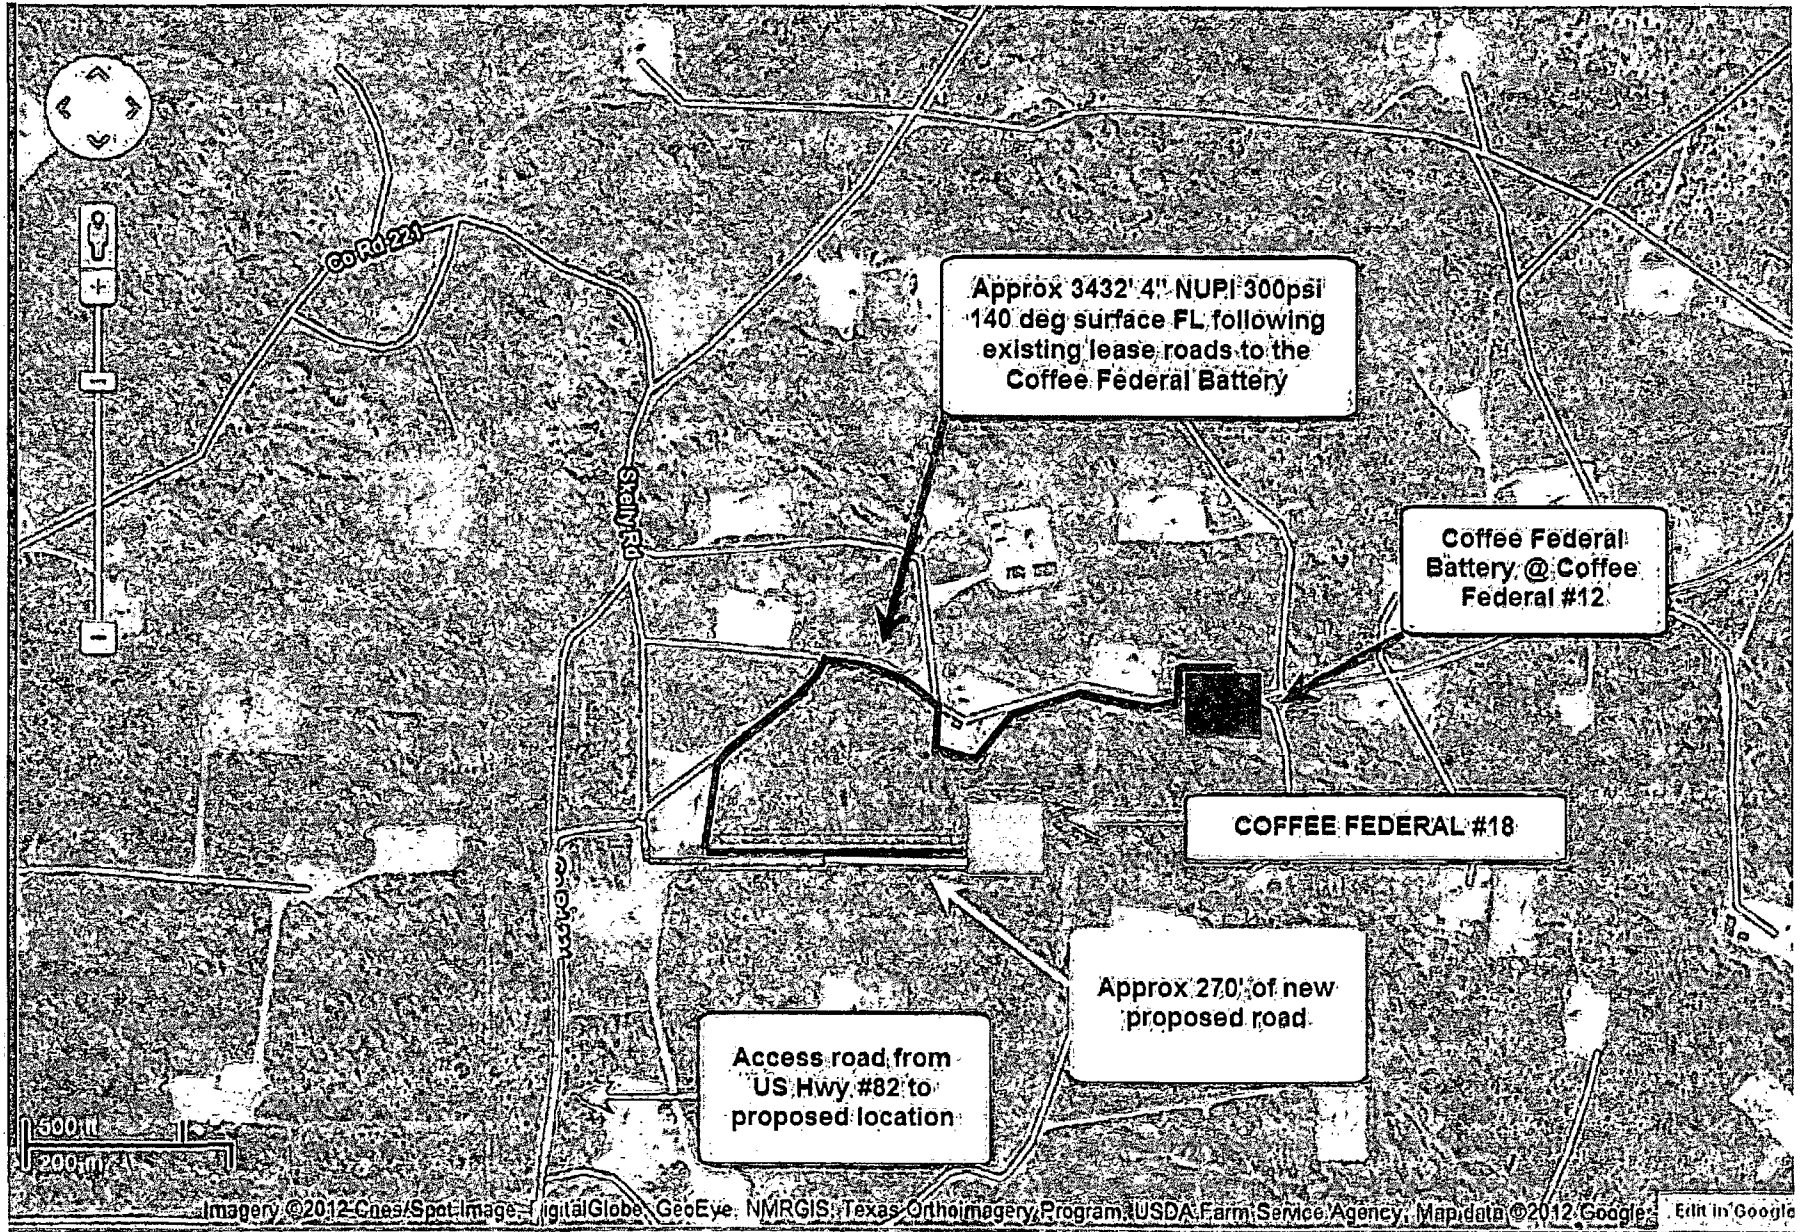 Co Rd 221
Approx 3432' 4" NUPI 300psi
140 deg surface FL following
existing lease roads to the
Coffee Federal Battery
Skelly Rd
Coffee Federal
Battery @ Coffee
Federal #12
COFFEE FEDERAL #18
Approx 270' of new
proposed road
Access road from
US Hwy #82 to
proposed location
500 ft
200 m
Imagery ©2012 Cnes/Spot Image, DigitalGlobe, GeoEye, NMRGIS, Texas Orthoimagery Program, USDA Farm Service Agency, Map data ©2012 Google
Edit in Google